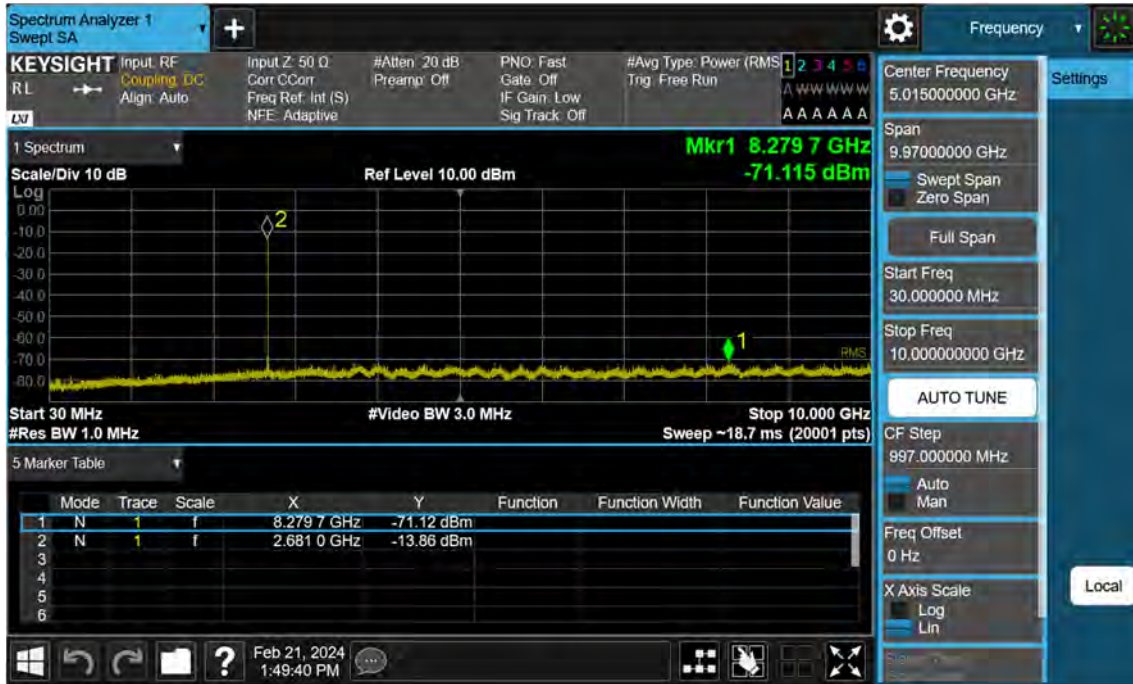 Spectrum Analyzer 1
Swept SA
+
Frequency
KEYSIGHT
RL
LXI
Input: RF
Coupling: DC
Align: Auto
Input Z: 50 Ω
Corr CCorr
Freq Ref: Int (S)
NFE: Adaptive
#Atten: 20 dB
Preamp: Off
PNO: Fast
Gate: Off
IF Gain: Low
Sig Track: Off
#Avg Type: Power (RMS
Trig: Free Run
1 2 3 4 5 6
A W W W W W
A A A A A A
Center Frequency
5.015000000 GHz
Settings
1 Spectrum
Mkr1 8.279 7 GHz
-71.115 dBm
Scale/Div 10 dB
Ref Level 10.00 dBm
Log
0.00
-10.0
-20.0
-30.0
-40.0
-50.0
-60.0
-70.0
-80.0
2
1
RMS
Start 30 MHz
#Video BW 3.0 MHz
Stop 10.000 GHz
#Res BW 1.0 MHz
Sweep ~18.7 ms (20001 pts)
Span
9.97000000 GHz
Swept Span
Zero Span
Full Span
Start Freq
30.000000 MHz
Stop Freq
10.000000000 GHz
AUTO TUNE
CF Step
997.000000 MHz
Auto
Man
Freq Offset
0 Hz
X Axis Scale
Log
Lin
Local
5 Marker Table
Mode Trace Scale X Y Function Function Width Function Value
1 N 1 f 8.279 7 GHz -71.12 dBm
2 N 1 f 2.681 0 GHz -13.86 dBm
3
4
5
6
?
Feb 21, 2024
1:49:40 PM